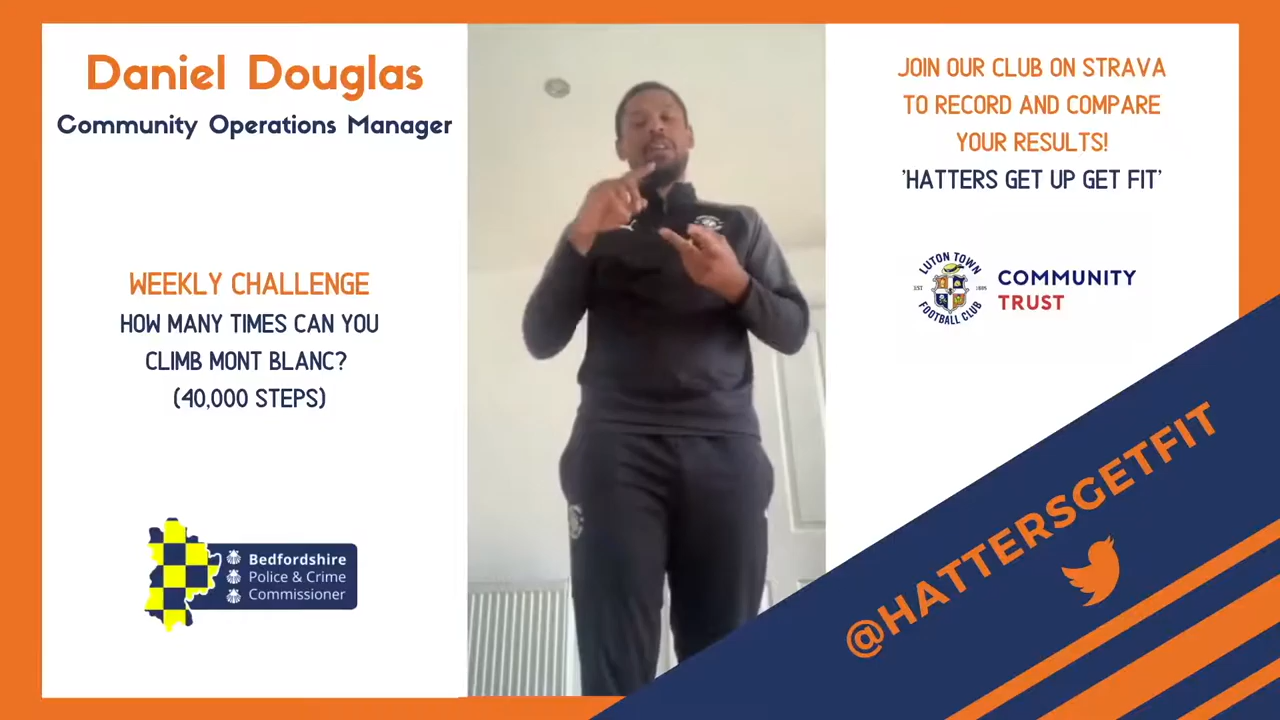 Daniel Douglas
Community Operations Manager
WEEKLY CHALLENGE
HOW MANY TIMES CAN YOU
CLIMB MONT BLANC?
(40,000 STEPS)
Bedfordshire
Police & Crime
Commissioner
JOIN OUR CLUB ON STRAVA
TO RECORD AND COMPARE
YOUR RESULTS!
'HATTERS GET UP GET FIT'
LUTON TOWN
EST 1885
FOOTBALL CLUB
COMMUNITY
TRUST
@HATTERSGETFIT